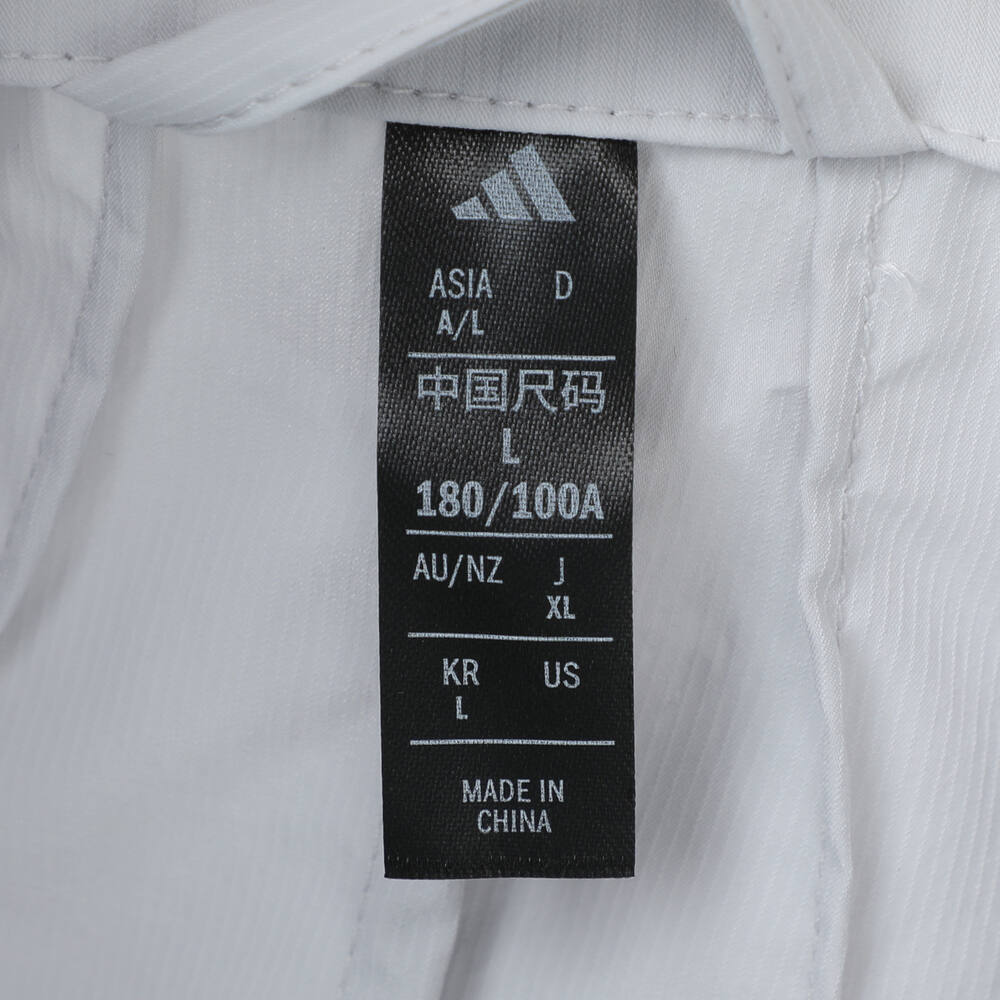 ASIA D
A/L
中国尺码
L
180/100A
AU/NZ J
XL
KR US
L
MADE IN
CHINA